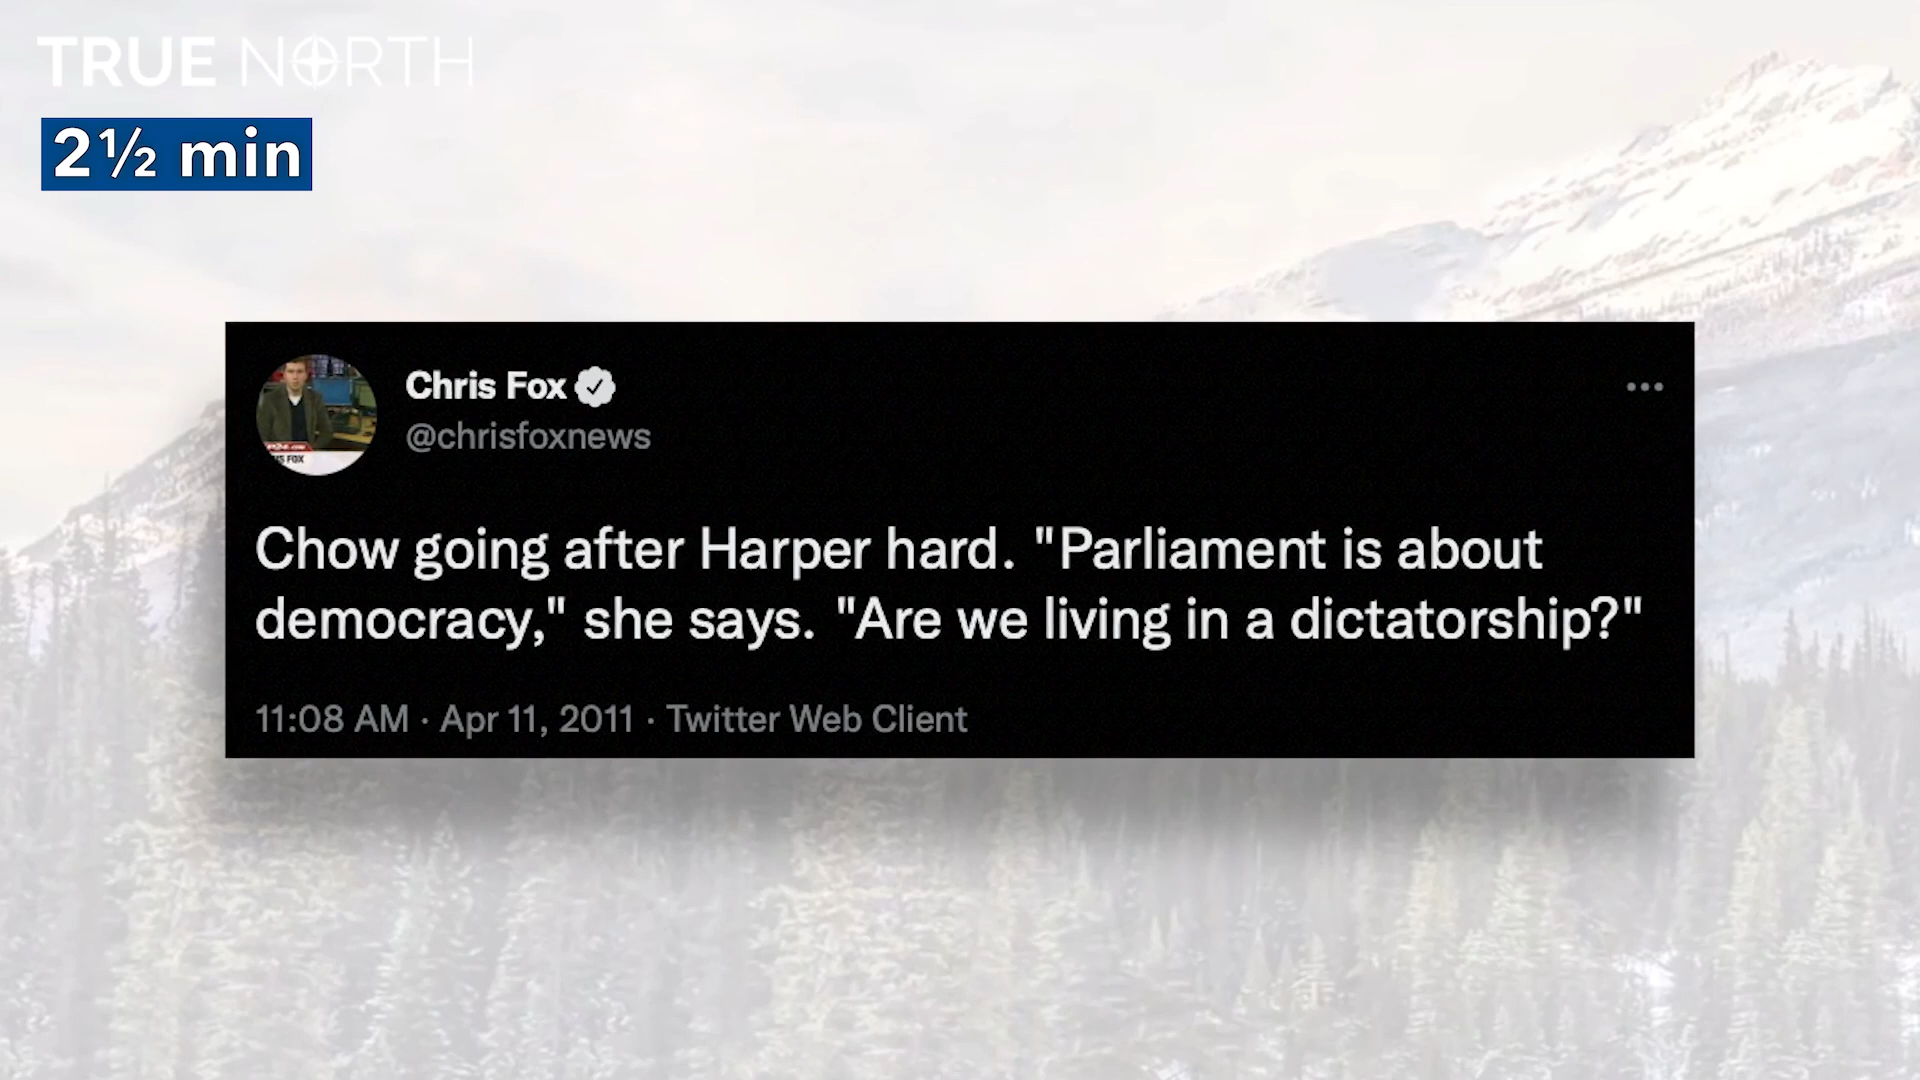 TRUE NORTH
2½ min
Chris Fox
@chrisfoxnews
Chow going after Harper hard. "Parliament is about
democracy," she says. "Are we living in a dictatorship?"
11:08 AM · Apr 11, 2011 · Twitter Web Client